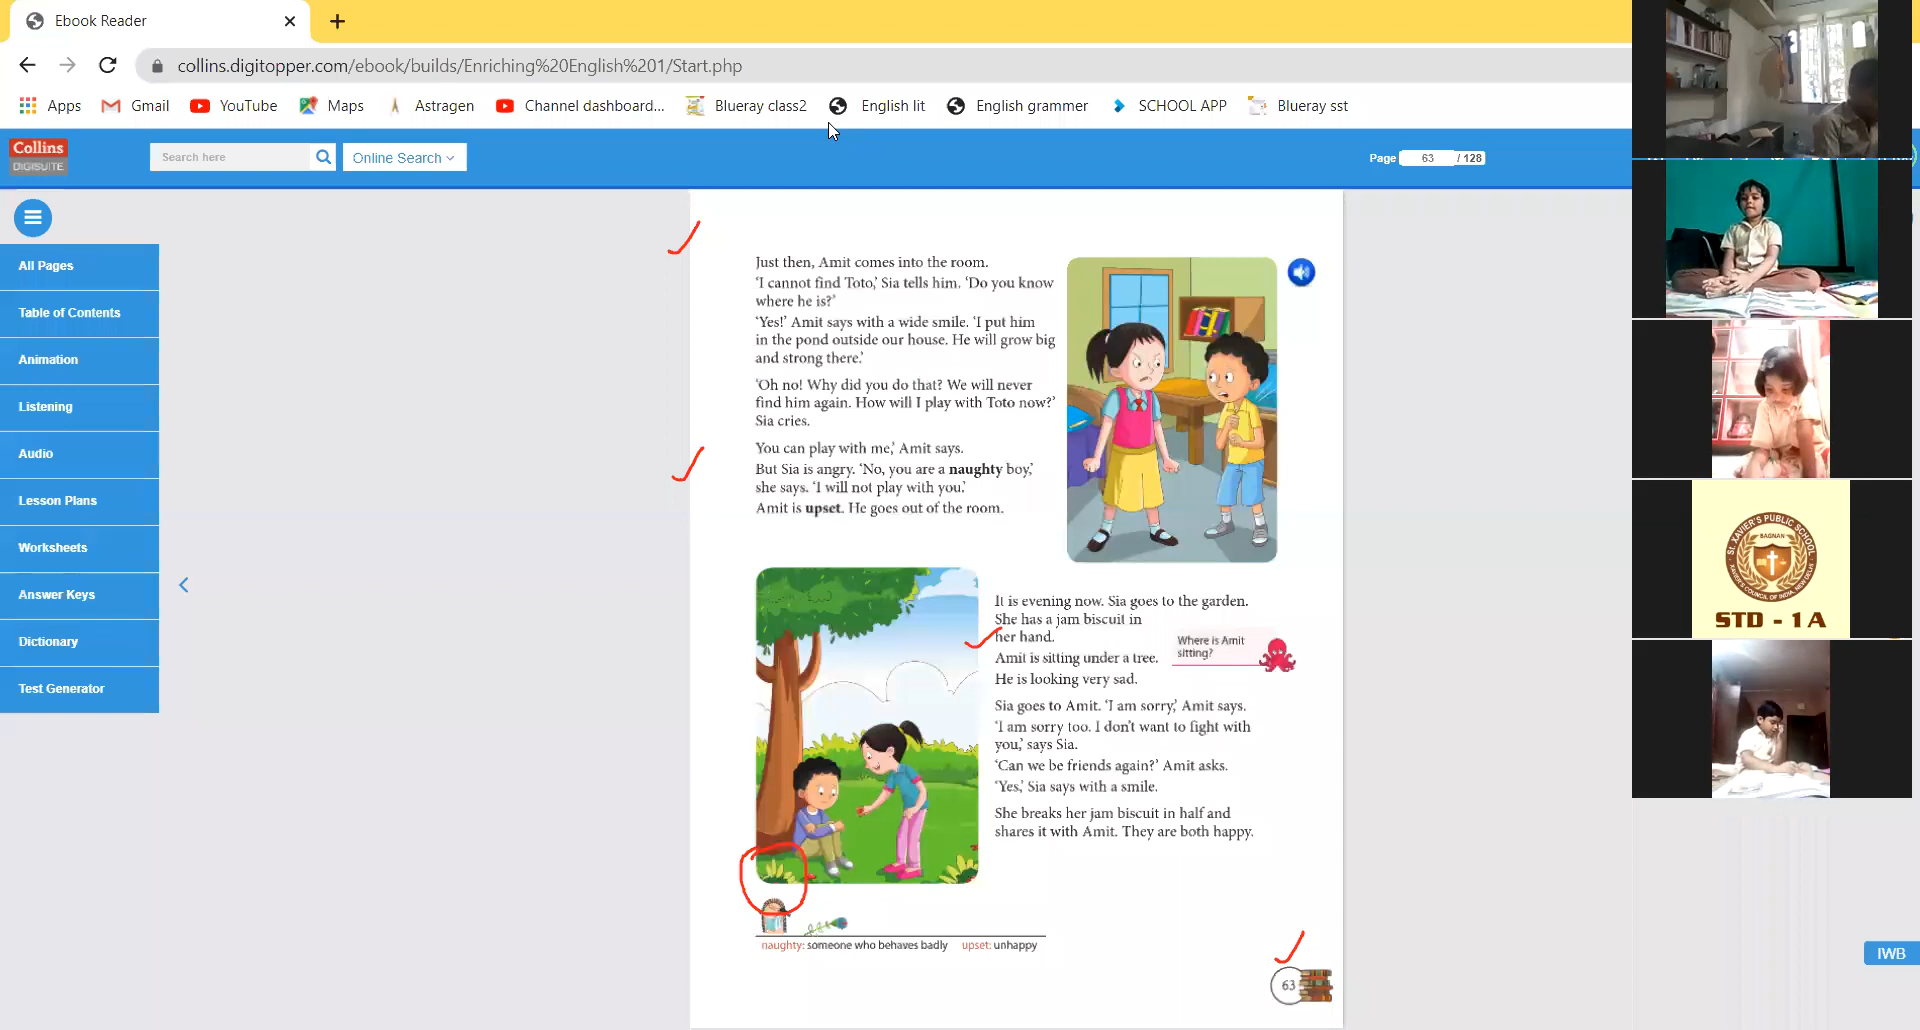 Ebook Reader
collins.digitopper.com/ebook/builds/Enriching%20English%201/Start.php
Apps Gmail YouTube Maps Astragen Channel dashboard... Blueray class2 English lit English grammer SCHOOL APP Blueray sst
Collins
DIGISUITE
Search here
Online Search
Page 63 / 128
All Pages
Table of Contents
Animation
Listening
Audio
Lesson Plans
Worksheets
Answer Keys
Dictionary
Test Generator
Just then, Amit comes into the room.
‘I cannot find Toto,’ Sia tells him. ‘Do you know
where he is?’
‘Yes!’ Amit says with a wide smile. ‘I put him
in the pond outside our house. He will grow big
and strong there.’
‘Oh no! Why did you do that? We will never
find him again. How will I play with Toto now?’
Sia cries.
You can play with me,’ Amit says.
But Sia is angry. ‘No, you are a naughty boy,’
she says. ‘I will not play with you.’
Amit is upset. He goes out of the room.
It is evening now. Sia goes to the garden.
She has a jam biscuit in
her hand.
Amit is sitting under a tree.
He is looking very sad.
Where is Amit
sitting?
Sia goes to Amit. ‘I am sorry,’ Amit says.
‘I am sorry too. I don’t want to fight with
you,’ says Sia.
‘Can we be friends again?’ Amit asks.
‘Yes,’ Sia says with a smile.
She breaks her jam biscuit in half and
shares it with Amit. They are both happy.
naughty: someone who behaves badly upset: unhappy
63
ST. XAVIER'S PUBLIC SCHOOL
BAGNAN
XAVIER'S COUNCIL OF INDIA, NEW DELHI
STD - 1 A
IWB